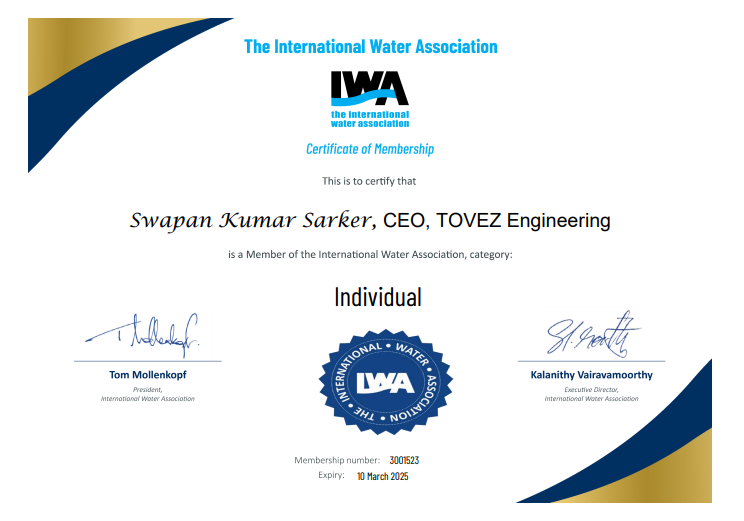 The International Water Association
IWA
the international
water association
Certificate of Membership
This is to certify that
Swapan Kumar Sarker, CEO, TOVEZ Engineering
is a Member of the International Water Association, category:
Individual
Tom Mollenkopf
President,
International Water Association
THE • INTERNATIONAL • WATER • ASSOCIATION •
IWA
Kalanithy Vairavamoorthy
Executive Director,
International Water Association
Membership number: 3001523
Expiry: 10 March 2025